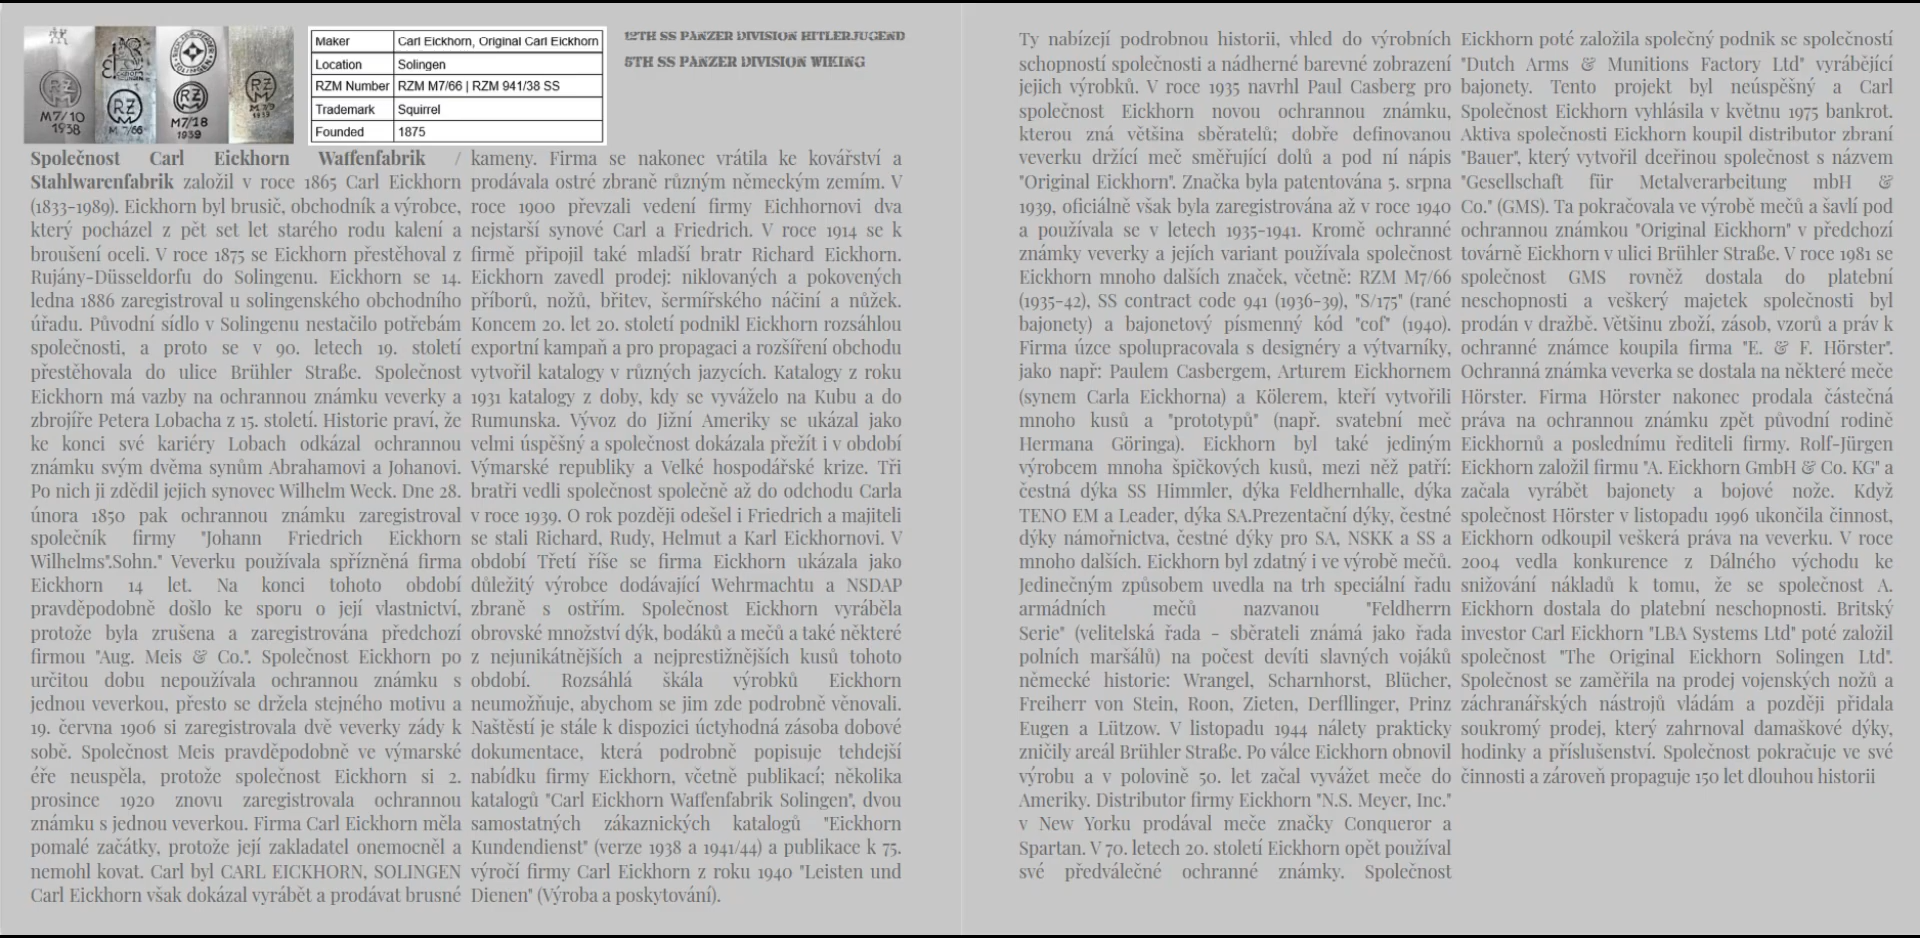 M7/10
1938
RZ
M
M 7/66
RZ
M
M7/18
1939
RZ
M
Maker Carl Eickhorn, Original Carl Eickhorn
Location Solingen
RZM Number RZM M7/66 | RZM 941/38 SS
Trademark Squirrel
Founded 1875
12TH SS PANZER DIVISION HITLERJUGEND
5TH SS PANZER DIVISION WIKING
Společnost Carl Eickhorn Waffenfabrik /
Stahlwarenfabrik založil v roce 1865 Carl Eickhorn
(1833-1989). Eickhorn byl brusič, obchodník a výrobce,
který pocházel z pět set let starého rodu kalení a
broušení oceli. V roce 1875 se Eickhorn přestěhoval z
Rujány-Düsseldorfu do Solingenu. Eickhorn se 14.
ledna 1886 zaregistroval u solingenského obchodního
úřadu. Původní sídlo v Solingenu nestačilo potřebám
společnosti, a proto se v 90. letech 19. století
přestěhovala do ulice Brühler Straße. Společnost
Eickhorn má vazby na ochrannou známku veverky a
zbrojíře Petera Lobacha z 15. století. Historie praví, že
ke konci své kariéry Lobach odkázal ochrannou
známku svým dvěma synům Abrahamovi a Johanovi.
Po nich ji zdědil jejich synovec Wilhelm Weck. Dne 28.
února 1850 pak ochrannou známku zaregistroval
společník firmy "Johann Friedrich Eickhorn
Wilhelms".Sohn." Veverku používala spřízněná firma
Eickhorn 14 let. Na konci tohoto období
pravděpodobně došlo ke sporu o její vlastnictví,
protože byla zrušena a zaregistrována předchozí
firmou "Aug. Meis & Co.". Společnost Eickhorn po
určitou dobu nepoužívala ochrannou známku s
jednou veverkou, přesto se držela stejného motivu a
19. června 1906 si zaregistrovala dvě veverky zády k
sobě. Společnost Meis pravděpodobně ve výmarské
éře neuspěla, protože společnost Eickhorn si 2.
prosince 1920 znovu zaregistrovala ochrannou
známku s jednou veverkou. Firma Carl Eickhorn měla
pomalé začátky, protože její zakladatel onemocněl a
nemohl kovat. Carl byl CARL EICKHORN, SOLINGEN
Carl Eickhorn však dokázal vyrábět a prodávat brusné
kameny. Firma se nakonec vrátila ke kovářství a
prodávala ostré zbraně různým německým zemím. V
roce 1900 převzali vedení firmy Eichhornovi dva
nejstarší synové Carl a Friedrich. V roce 1914 se k
firmě připojil také mladší bratr Richard Eickhorn.
Eickhorn zavedl prodej: niklovaných a pokovených
příborů, nožů, břitev, šermířského náčiní a nůžek.
Koncem 20. let 20. století podnikl Eickhorn rozsáhlou
exportní kampaň a pro propagaci a rozšíření obchodu
vytvořil katalogy v různých jazycích. Katalogy z roku
1931 katalogy z doby, kdy se vyváželo na Kubu a do
Rumunska. Vývoz do Jižní Ameriky se ukázal jako
velmi úspěšný a společnost dokázala přežít i v období
Výmarské republiky a Velké hospodářské krize. Tři
bratři vedli společnost společně až do odchodu Carla
v roce 1939. O rok později odešel i Friedrich a majiteli
se stali Richard, Rudy, Helmut a Karl Eickhornovi. V
období Třetí říše se firma Eickhorn ukázala jako
důležitý výrobce dodávající Wehrmachtu a NSDAP
zbraně s ostřím. Společnost Eickhorn vyráběla
obrovské množství dýk, bodáků a mečů a také některé
z nejunikátnějších a nejprestižnějších kusů tohoto
období. Rozsáhlá škála výrobků Eickhorn
neumožňuje, abychom se jim zde podrobně věnovali.
Naštěstí je stále k dispozici úctyhodná zásoba dobové
dokumentace, která podrobně popisuje tehdejší
nabídku firmy Eickhorn, včetně publikací; několika
katalogů "Carl Eickhorn Waffenfabrik Solingen", dvou
samostatných zákaznických katalogů "Eickhorn
Kundendienst" (verze 1938 a 1941/44) a publikace k 75.
výročí firmy Carl Eickhorn z roku 1940 "Leisten und
Dienen" (Výroba a poskytování).
Ty nabízejí podrobnou historii, vhled do výrobních
schopností společnosti a nádherné barevné zobrazení
jejich výrobků. V roce 1935 navrhl Paul Casberg pro
společnost Eickhorn novou ochrannou známku,
kterou zná většina sběratelů; dobře definovanou
veverku držící meč směřující dolů a pod ní nápis
"Original Eickhorn". Značka byla patentována 5. srpna
1939, oficiálně však byla zaregistrována až v roce 1940
a používala se v letech 1935-1941. Kromě ochranné
známky veverky a jejích variant používala společnost
Eickhorn mnoho dalších značek, včetně: RZM M7/66
(1935-42), SS contract code 941 (1936-39), "S/175" (rané
bajonety) a bajonetový písmenný kód "cof" (1940).
Firma úzce spolupracovala s designéry a výtvarníky,
jako např: Paulem Casbergem, Arturem Eickhornem
(synem Carla Eickhorna) a Kölerem, kteří vytvořili
mnoho kusů a "prototypů" (např. svatební meč
Hermana Göringa). Eickhorn byl také jediným
výrobcem mnoha špičkových kusů, mezi něž patří:
čestná dýka SS Himmler, dýka Feldhernhalle, dýka
TENO EM a Leader, dýka SA.Prezentační dýky, čestné
dýky námořnictva, čestné dýky pro SA, NSKK a SS a
mnoho dalších. Eickhorn byl zdatný i ve výrobě mečů.
Jedinečným způsobem uvedla na trh speciální řadu
armádních mečů nazvanou "Feldherrn
Serie" (velitelská řada - sběrateli známá jako řada
polních maršálů) na počest devíti slavných vojáků
německé historie: Wrangel, Scharnhorst, Blücher,
Freiherr von Stein, Roon, Zieten, Derffllinger, Prinz
Eugen a Lützow. V listopadu 1944 nálety prakticky
zničily areál Brühler Straße. Po válce Eickhorn obnovil
výrobu a v polovině 50. let začal vyvážet meče do
Ameriky. Distributor firmy Eickhorn "N.S. Meyer, Inc."
v New Yorku prodával meče značky Conqueror a
Spartan. V 70. letech 20. století Eickhorn opět používal
své předválečné ochranné známky. Společnost
Eickhorn poté založila společný podnik se společností
"Dutch Arms & Munitions Factory Ltd" vyrábějící
bajonety. Tento projekt byl neúspěšný a Carl
Společnost Eickhorn vyhlásila v květnu 1975 bankrot.
Aktiva společnosti Eickhorn koupil distributor zbraní
"Bauer", který vytvořil dceřinou společnost s názvem
"Gesellschaft für Metalverarbeitung mbH &
Co." (GMS). Ta pokračovala ve výrobě mečů a šavlí pod
ochrannou známkou "Original Eickhorn" v předchozí
továrně Eickhorn v ulici Brühler Straße. V roce 1981 se
společnost GMS rovněž dostala do platební
neschopnosti a veškerý majetek společnosti byl
prodán v dražbě. Většinu zboží, zásob, vzorů a práv k
ochranné známce koupila firma "E. & F. Hörster".
Ochranná známka veverka se dostala na některé meče
Hörster. Firma Hörster nakonec prodala částečná
práva na ochrannou známku zpět původní rodině
Eickhornů a poslednímu řediteli firmy. Rolf-Jürgen
Eickhorn založil firmu "A. Eickhorn GmbH & Co. KG" a
začala vyrábět bajonety a bojové nože. Když
společnost Hörster v listopadu 1996 ukončila činnost,
Eickhorn odkoupil veškerá práva na veverku. V roce
2004 vedla konkurence z Dálného východu ke
snižování nákladů k tomu, že se společnost A.
Eickhorn dostala do platební neschopnosti. Britský
investor Carl Eickhorn "LBA Systems Ltd" poté založil
společnost "The Original Eickhorn Solingen Ltd".
Společnost se zaměřila na prodej vojenských nožů a
záchranářských nástrojů vládám a později přidala
soukromý prodej, který zahrnoval damaškové dýky,
hodinky a příslušenství. Společnost pokračuje ve své
činnosti a zároveň propaguje 150 let dlouhou historii